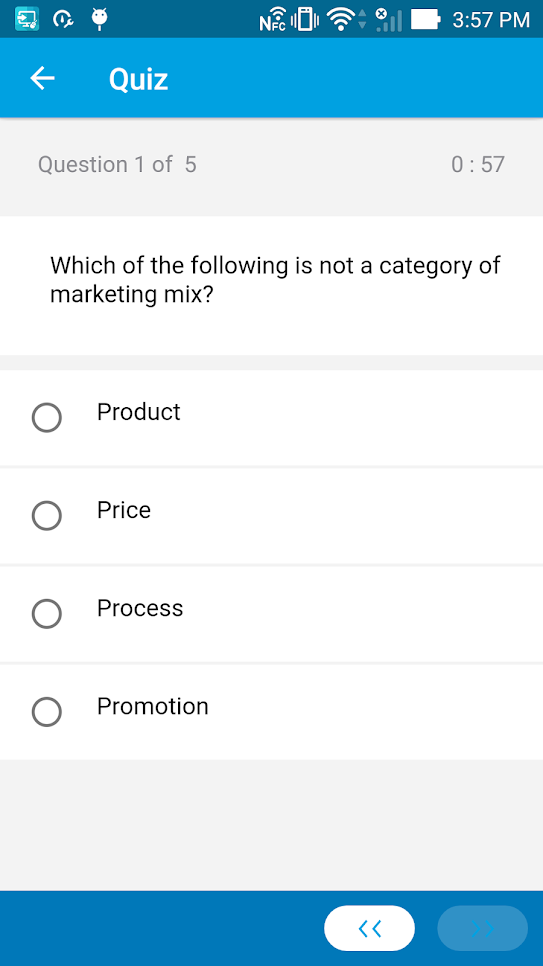 NFC 3:57 PM
Quiz
Question 1 of 5 0 : 57
Which of the following is not a category of
marketing mix?
Product
Price
Process
Promotion